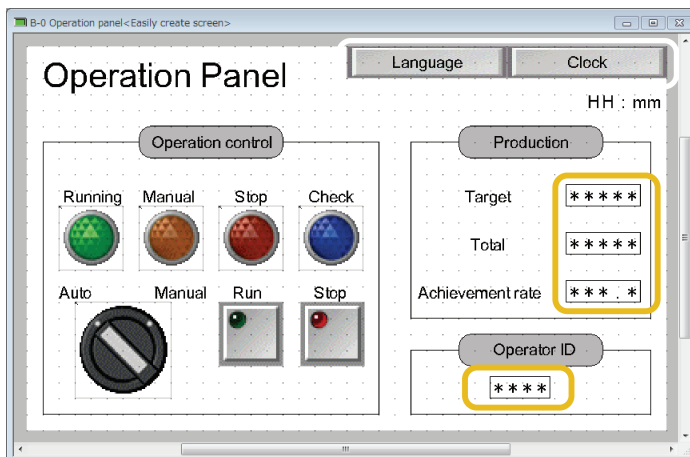 B-0 Operation panel<Easily create screen>
Operation Panel
Language
Clock
HH : mm
Operation control
Production
Running
Manual
Stop
Check
Target
*****
Total
*****
Auto
Manual
Run
Stop
Achievement rate
***.*
Operator ID
****